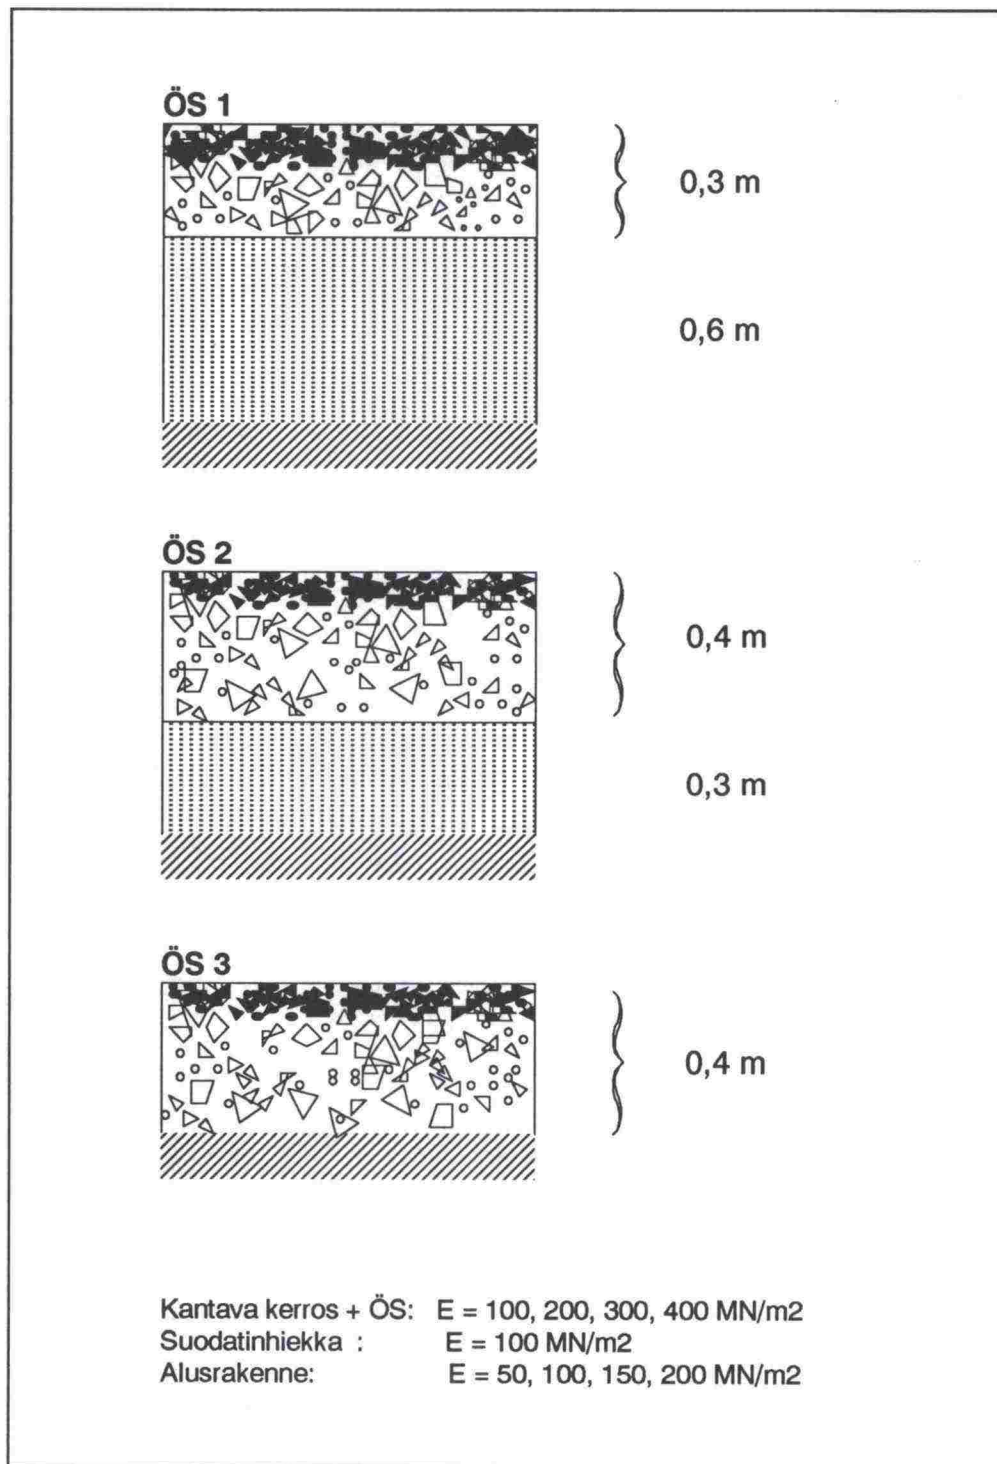 ÖS 1
0,3 m
0,6 m
ÖS 2
0,4 m
0,3 m
ÖS 3
0,4 m
Kantava kerros + ÖS: E = 100, 200, 300, 400 MN/m2
Suodatinhiekka : E = 100 MN/m2
Alusrakenne: E = 50, 100, 150, 200 MN/m2